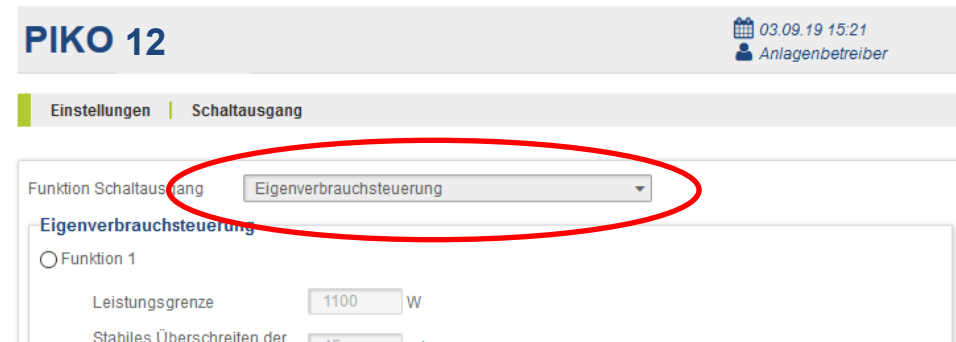 PIKO 12
03.09.19 15:21
Anlagenbetreiber
Einstellungen | Schaltausgang
Funktion Schaltausgang Eigenverbrauchsteuerung
Eigenverbrauchsteuerung
Funktion 1
Leistungsgrenze 1100 W
Stabiles Überschreiten der